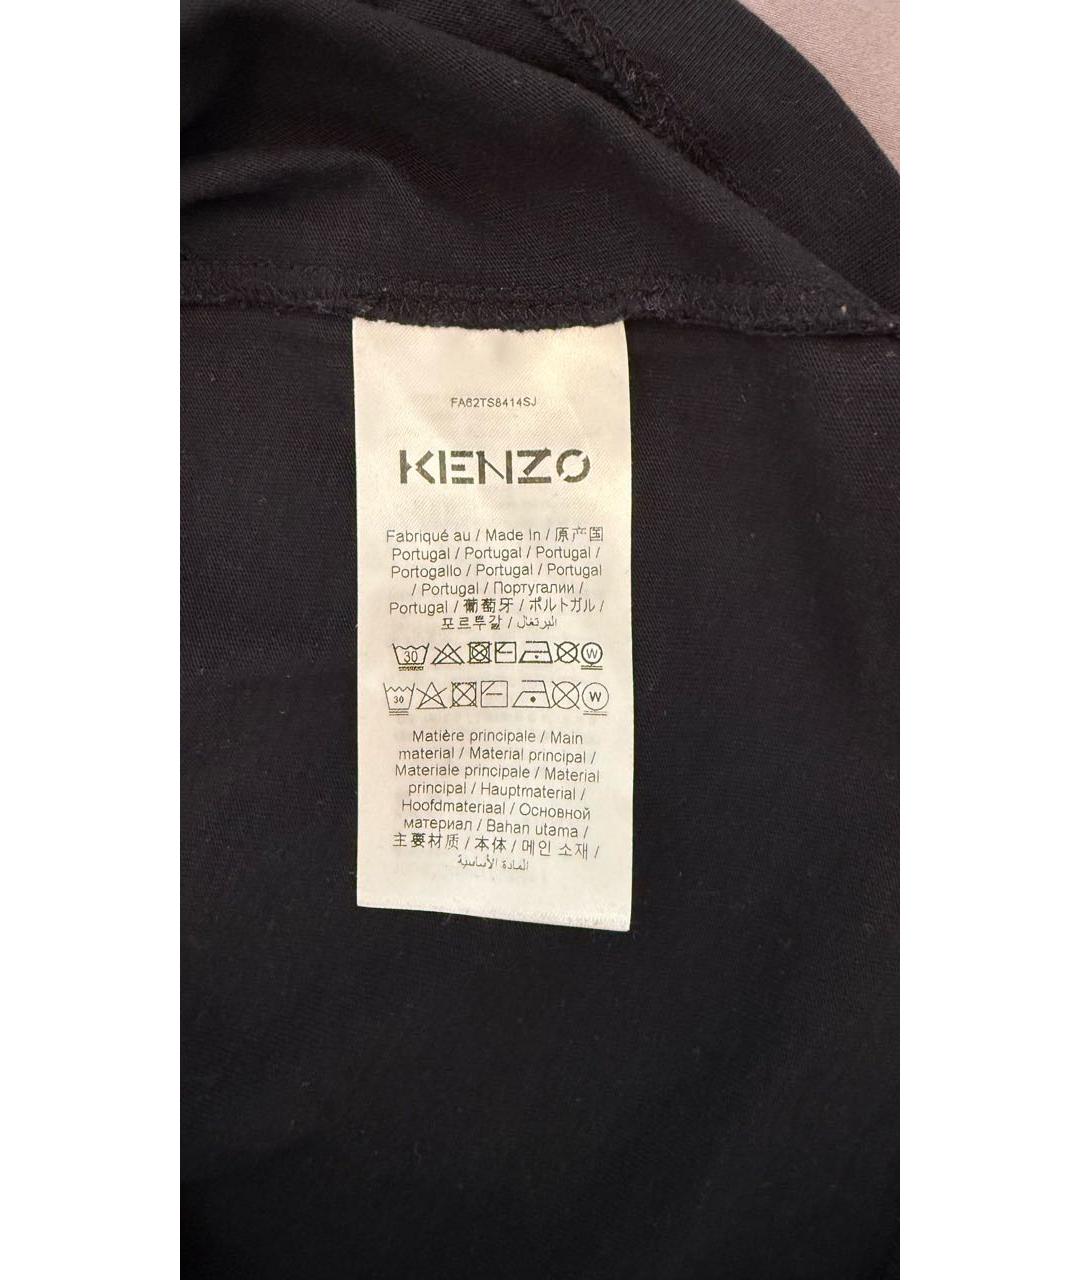 FA62TS8414SJ
KENZO
Fabriqué au / Made In / 原产国
Portugal / Portugal / Portugal /
Portogallo / Portugal / Portugal
/ Portugal / Португалии /
Portugal / 葡萄牙 / ポルトガル /
포르투갈 / البرتغال
30
W
30
W
Matière principale / Main
material / Material principal /
Materiale principale / Material
principal / Hauptmaterial /
Hoofdmateriaal / Основной
материал / Bahan utama /
主要材质 / 本体 / 메인 소재 /
المادة الأساسية